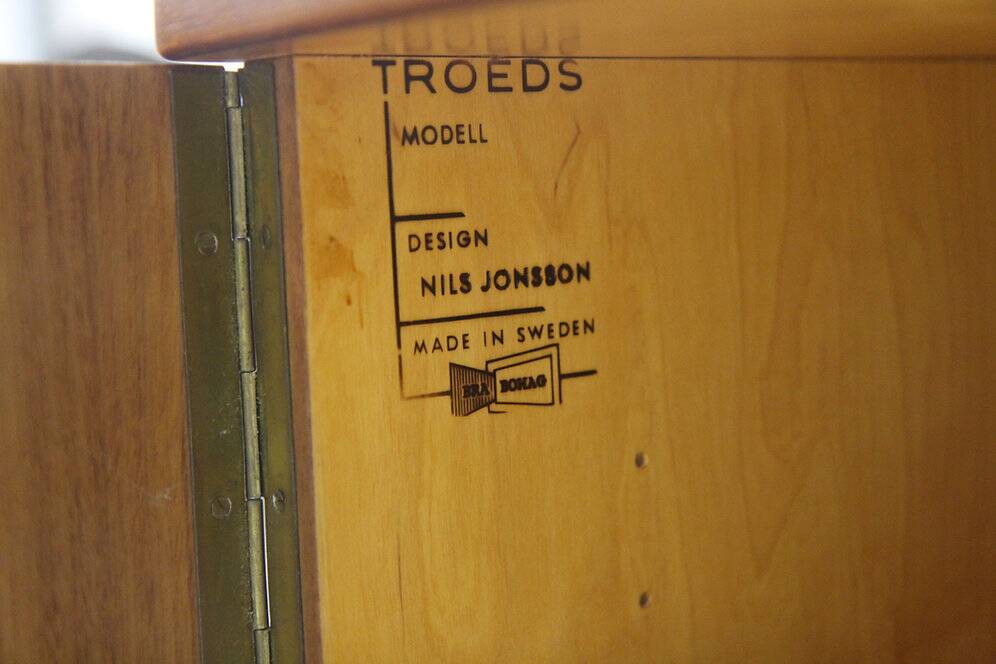 TROEDS
MODELL
DESIGN
NILS JONSSON
MADE IN SWEDEN
BRA BOHAG